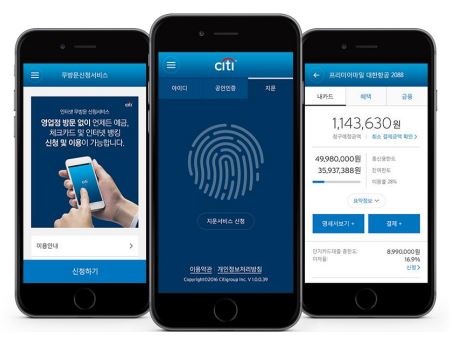 무방문신청서비스
citi
인터넷 무방문 신청서비스
영업점 방문 없이 언제든 예금,
체크카드 및 인터넷 뱅킹
신청 및 이용이 가능합니다.
이용안내
신청하기
citi
아이디
공인인증
지문
지문서비스 신청
이용약관 개인정보처리방침
Copyright©2016 Citigroup Inc. V 1.0.0.39
프리미어마일 대한항공 2088
내카드
혜택
금융
1,143,630원
청구예정금액
최소 결제금액 확인
49,980,000원
총신용한도
35,937,388원
잔여한도
이용률 28%
요약정보
명세서보기 +
결제 +
단기카드대출 총한도:
8,990,000원
이자율:
16.9%
신청